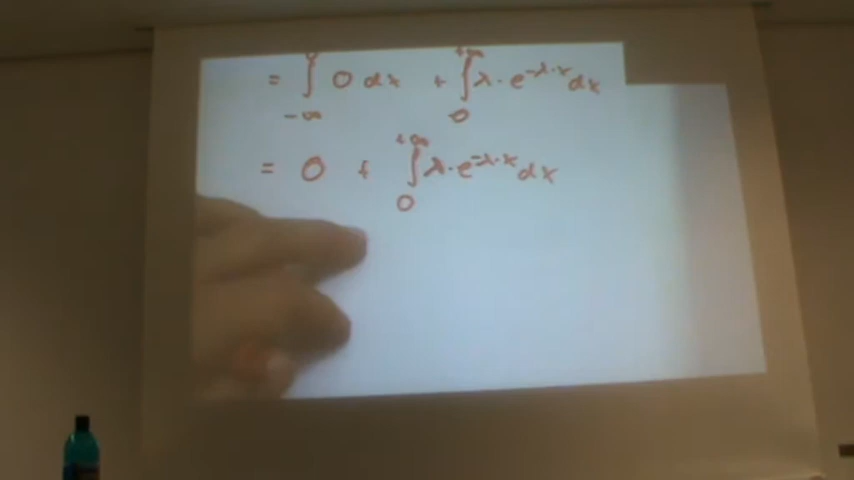 = ∫_{-∞}^{0} 0 dx + ∫_{0}^{+∞} λ · e^{-λ·x} dx
= 0 + ∫_{0}^{+∞} λ · e^{-λ·x} dx